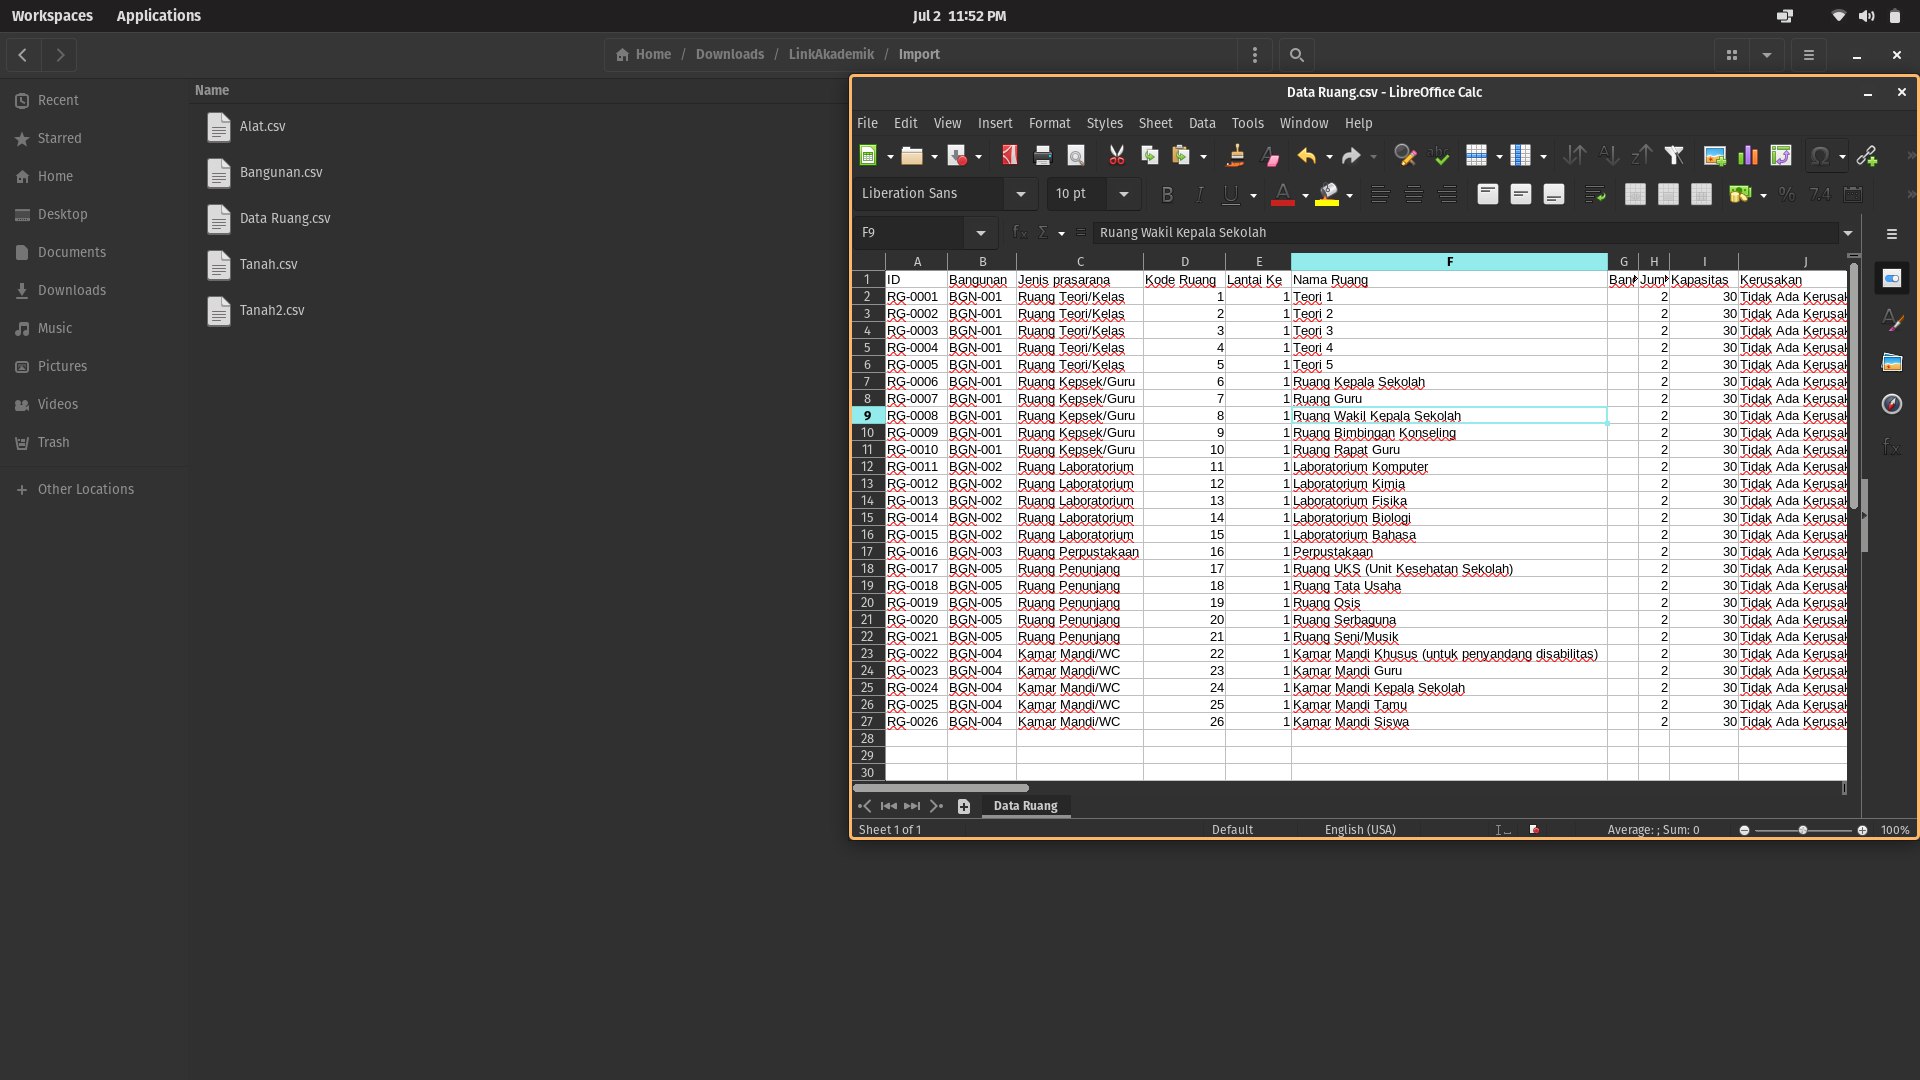 Workspaces Applications Jul 2 11:52 PM
Home / Downloads / LinkAkademik / Import
Recent
Starred
Home
Desktop
Documents
Downloads
Music
Pictures
Videos
Trash
Other Locations
Name
Alat.csv
Bangunan.csv
Data Ruang.csv
Tanah.csv
Tanah2.csv
Data Ruang.csv - LibreOffice Calc
File Edit View Insert Format Styles Sheet Data Tools Window Help
Liberation Sans 10 pt
F9 Ruang Wakil Kepala Sekolah
A B C D E F G H I J
1 ID Bangunan Jenis prasarana Kode Ruang Lantai Ke Nama Ruang Kapasitas Kerusakan
2 RG-0001 BGN-001 Ruang Teori/Kelas 1 1 Teori 1 2 30 Tidak Ada Kerusak
3 RG-0002 BGN-001 Ruang Teori/Kelas 2 1 Teori 2 2 30 Tidak Ada Kerusak
4 RG-0003 BGN-001 Ruang Teori/Kelas 3 1 Teori 3 2 30 Tidak Ada Kerusak
5 RG-0004 BGN-001 Ruang Teori/Kelas 4 1 Teori 4 2 30 Tidak Ada Kerusak
6 RG-0005 BGN-001 Ruang Teori/Kelas 5 1 Teori 5 2 30 Tidak Ada Kerusak
7 RG-0006 BGN-001 Ruang Kepsek/Guru 6 1 Ruang Kepala Sekolah 2 30 Tidak Ada Kerusak
8 RG-0007 BGN-001 Ruang Kepsek/Guru 7 1 Ruang Guru 2 30 Tidak Ada Kerusak
9 RG-0008 BGN-001 Ruang Kepsek/Guru 8 1 Ruang Wakil Kepala Sekolah 2 30 Tidak Ada Kerusak
10 RG-0009 BGN-001 Ruang Kepsek/Guru 9 1 Ruang Bimbingan Konseling 2 30 Tidak Ada Kerusak
11 RG-0010 BGN-001 Ruang Kepsek/Guru 10 1 Ruang Rapat Guru 2 30 Tidak Ada Kerusak
12 RG-0011 BGN-002 Ruang Laboratorium 11 1 Laboratorium Komputer 2 30 Tidak Ada Kerusak
13 RG-0012 BGN-002 Ruang Laboratorium 12 1 Laboratorium Kimia 2 30 Tidak Ada Kerusak
14 RG-0013 BGN-002 Ruang Laboratorium 13 1 Laboratorium Fisika 2 30 Tidak Ada Kerusak
15 RG-0014 BGN-002 Ruang Laboratorium 14 1 Laboratorium Biologi 2 30 Tidak Ada Kerusak
16 RG-0015 BGN-002 Ruang Laboratorium 15 1 Laboratorium Bahasa 2 30 Tidak Ada Kerusak
17 RG-0016 BGN-003 Ruang Perpustakaan 16 1 Perpustakaan 2 30 Tidak Ada Kerusak
18 RG-0017 BGN-005 Ruang Penunjang 17 1 Ruang UKS (Unit Kesehatan Sekolah) 2 30 Tidak Ada Kerusak
19 RG-0018 BGN-005 Ruang Penunjang 18 1 Ruang Tata Usaha 2 30 Tidak Ada Kerusak
20 RG-0019 BGN-005 Ruang Penunjang 19 1 Ruang Osis 2 30 Tidak Ada Kerusak
21 RG-0020 BGN-005 Ruang Penunjang 20 1 Ruang Serbaguna 2 30 Tidak Ada Kerusak
22 RG-0021 BGN-005 Ruang Penunjang 21 1 Ruang Seni/Musik 2 30 Tidak Ada Kerusak
23 RG-0022 BGN-004 Kamar Mandi/WC 22 1 Kamar Mandi Khusus (untuk penyandang disabilitas) 2 30 Tidak Ada Kerusak
24 RG-0023 BGN-004 Kamar Mandi/WC 23 1 Kamar Mandi Guru 2 30 Tidak Ada Kerusak
25 RG-0024 BGN-004 Kamar Mandi/WC 24 1 Kamar Mandi Kepala Sekolah 2 30 Tidak Ada Kerusak
26 RG-0025 BGN-004 Kamar Mandi/WC 25 1 Kamar Mandi Tamu 2 30 Tidak Ada Kerusak
27 RG-0026 BGN-004 Kamar Mandi/WC 26 1 Kamar Mandi Siswa 2 30 Tidak Ada Kerusak
28
29
30
Data Ruang
Sheet 1 of 1 Default English (USA) Average: ; Sum: 0 100%